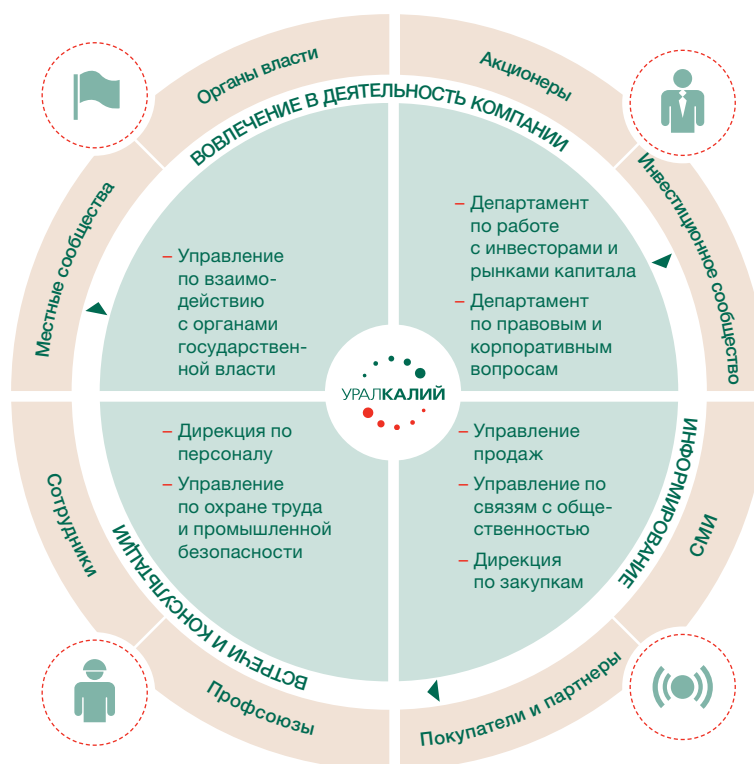 Органы власти
Акционеры
ВОВЛЕЧЕНИЕ В ДЕЯТЕЛЬНОСТЬ КОМПАНИИ
Местные сообщества
Инвестиционное сообщество
– Управление
по взаимо-
действию
с органами
государствен-
ной власти
– Департамент
по работе
с инвесторами и
рынками капитала
– Департамент
по правовым и
корпоративным
вопросам
УРАЛКАЛИЙ
– Дирекция по
персоналу
– Управление
по охране труда
и промышленной
безопасности
– Управление
продаж
– Управление по
связям с обще-
ственностью
– Дирекция
по закупкам
Сотрудники
ВСТРЕЧИ И КОНСУЛЬТАЦИИ
ИНФОРМИРОВАНИЕ
СМИ
Профсоюзы
Покупатели и партнеры